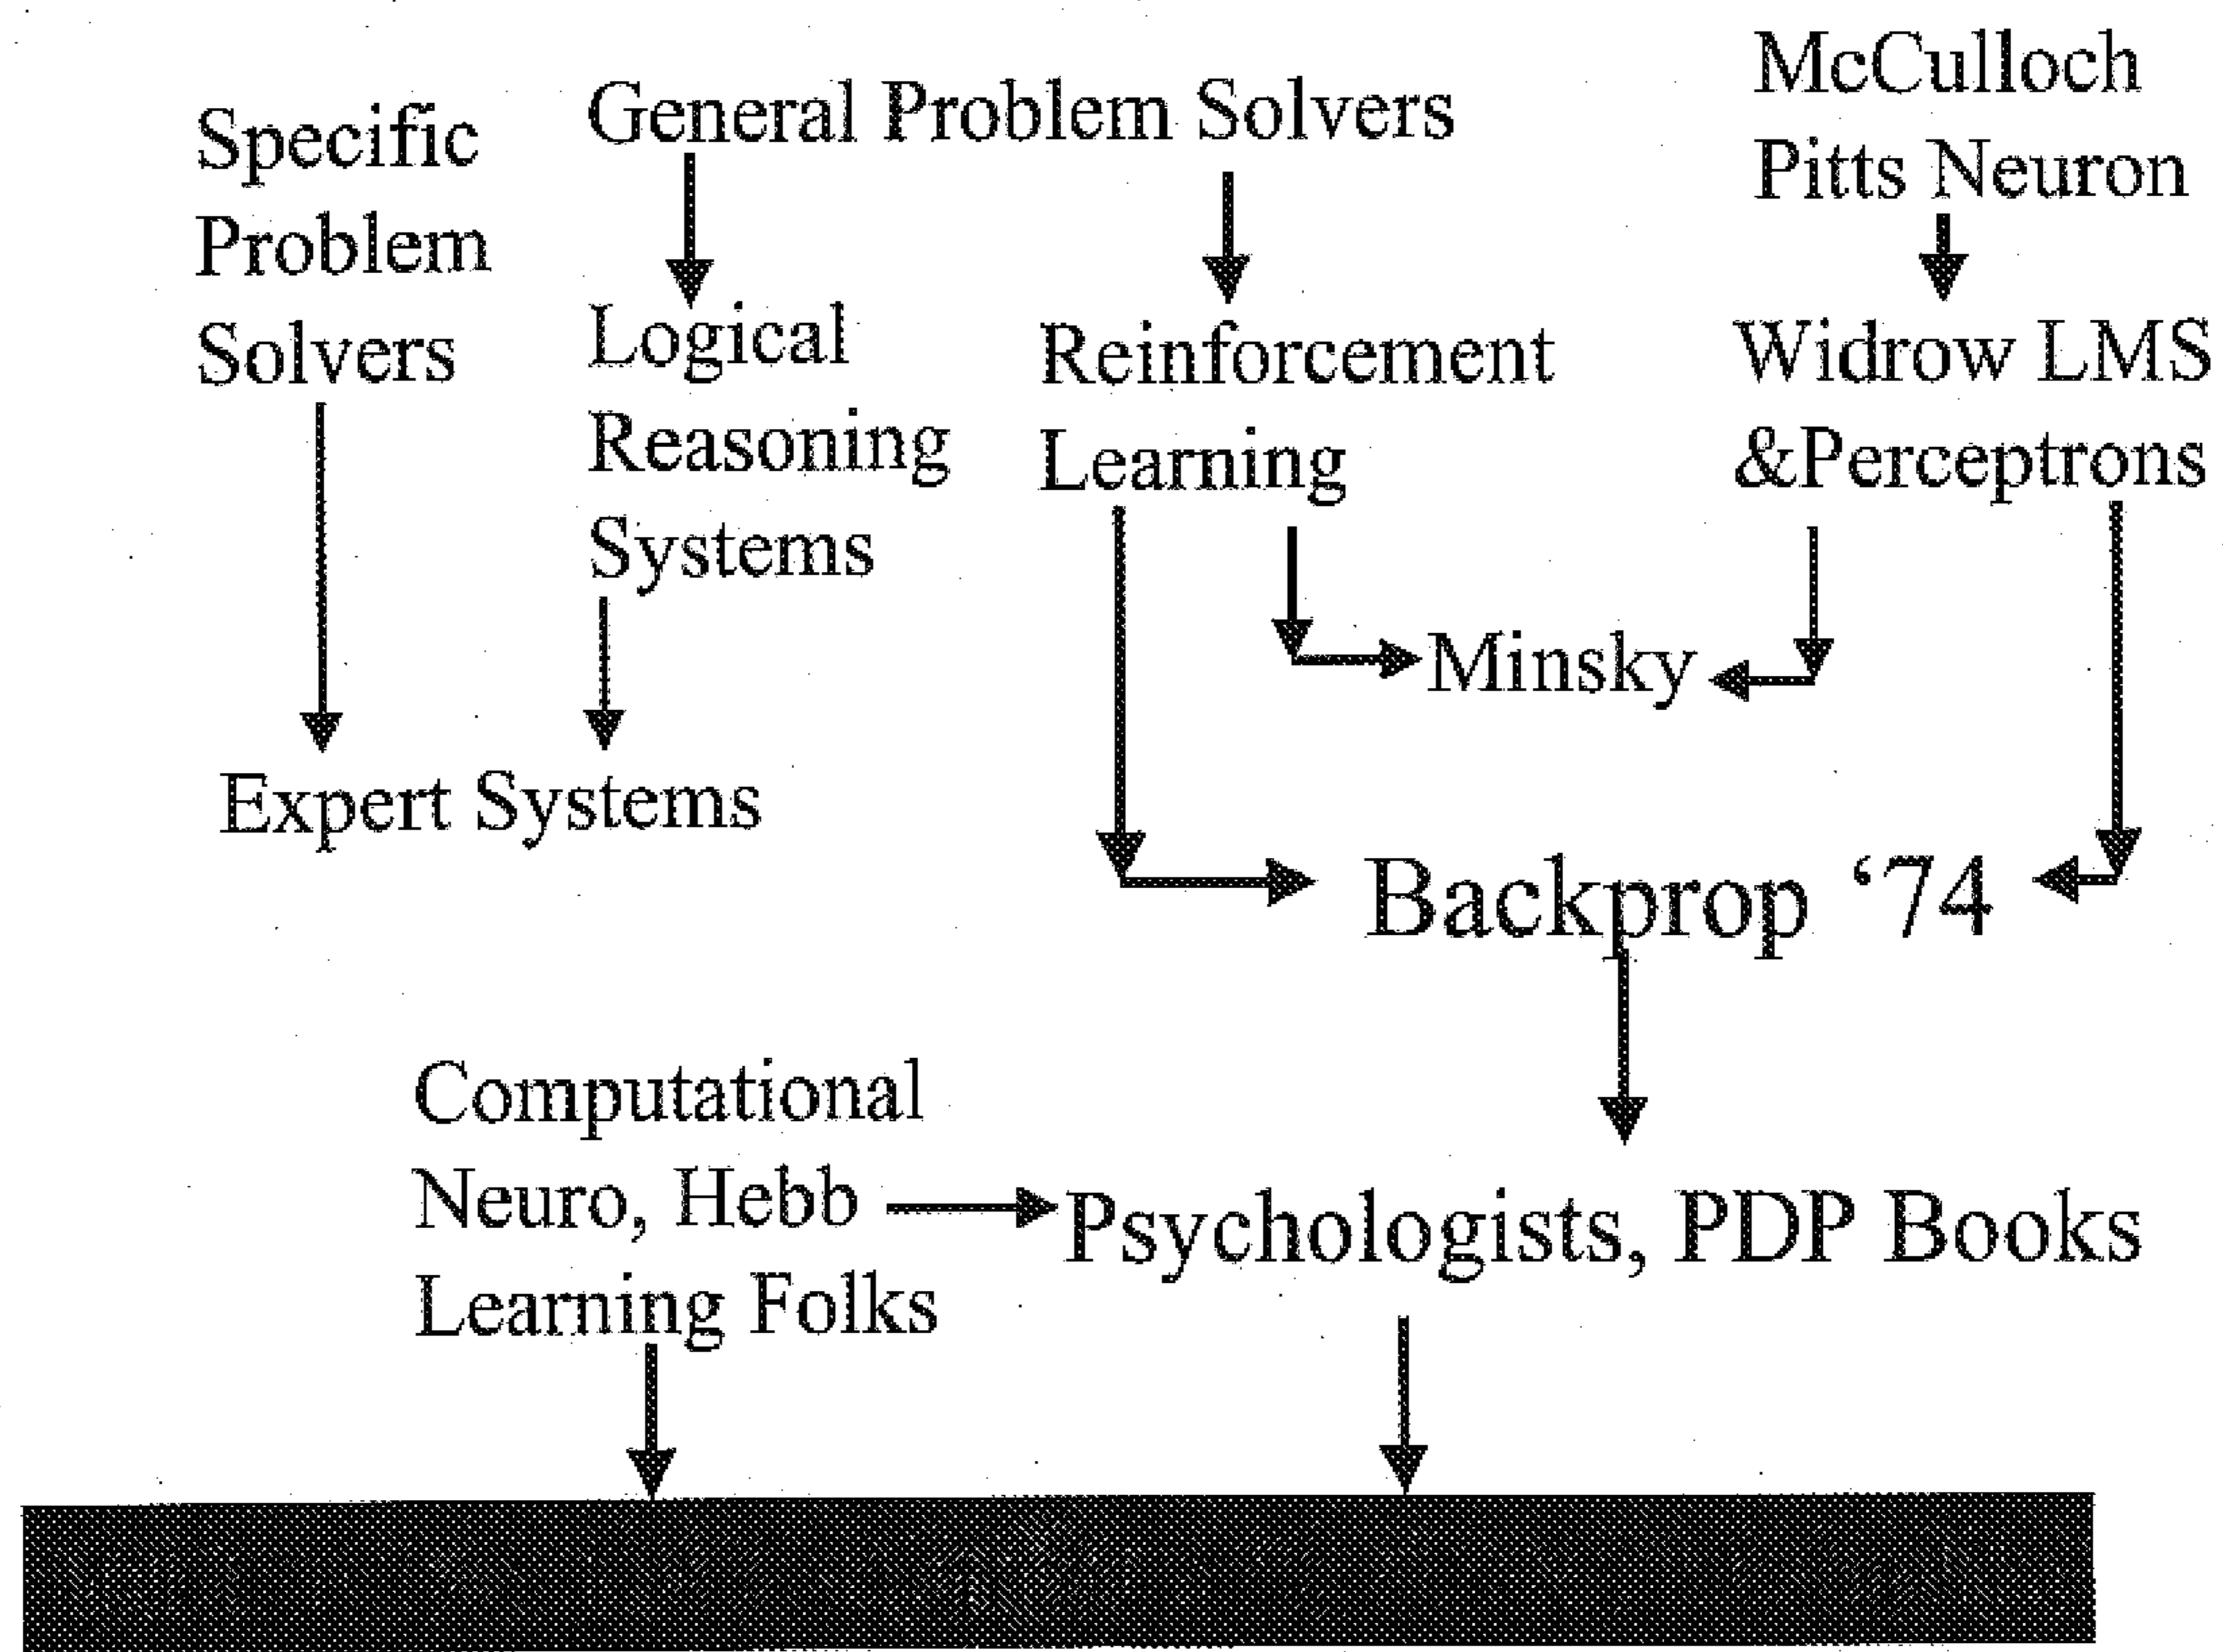 Specific
Problem
Solvers
General Problem Solvers
McCulloch
Pitts Neuron
Logical
Reasoning
Systems
Reinforcement
Learning
Widrow LMS
&Perceptrons
Minsky
Expert Systems
Backprop ‘74
Computational
Neuro, Hebb
Learning Folks
Psychologists, PDP Books